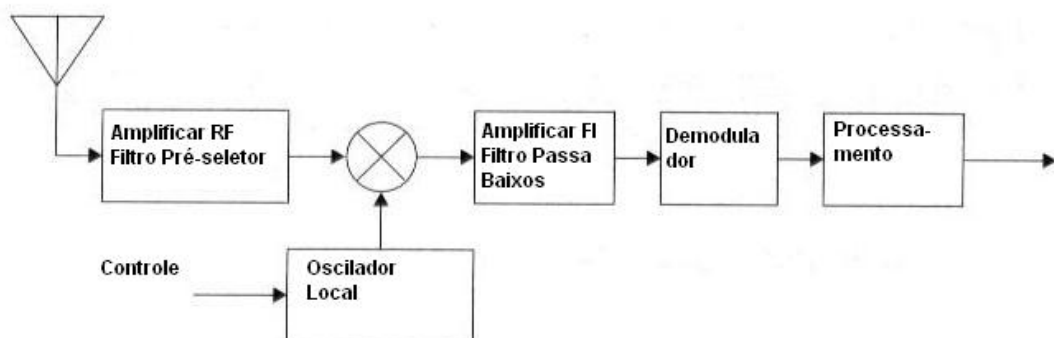 Amplificar RF
Filtro Pré-seletor
Amplificar FI
Filtro Passa
Baixos
Demodula
dor
Processa-
mento
Controle
Oscilador
Local